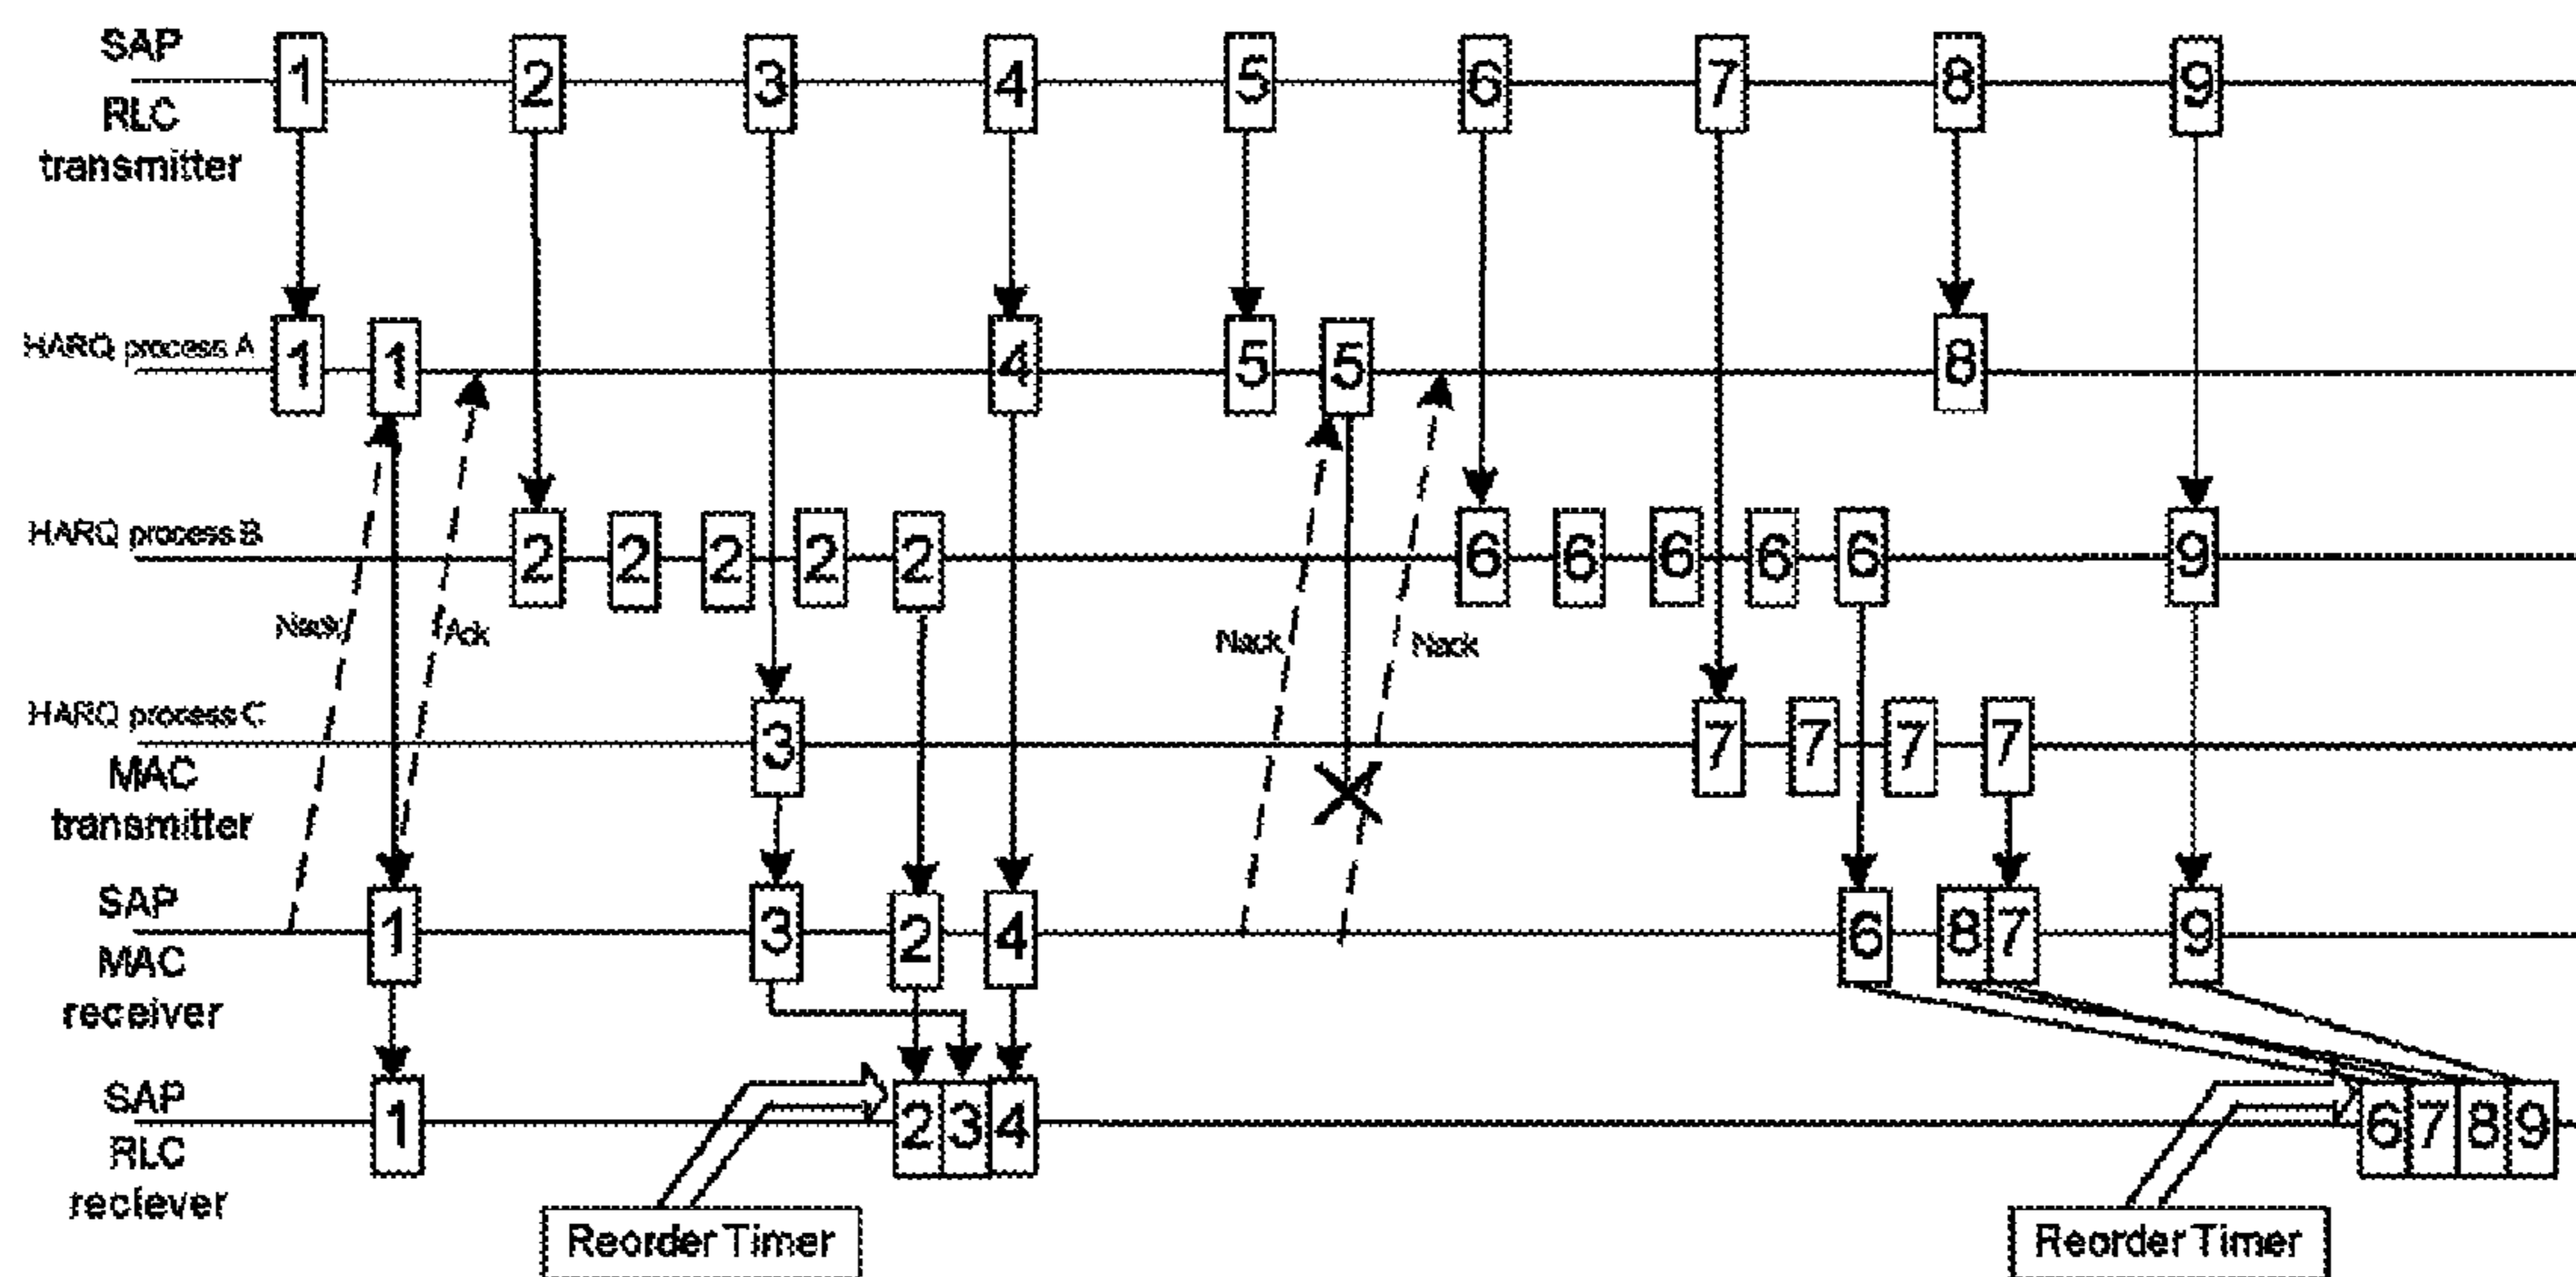 SAP
1 2 3 4 5 6 7 8 9
RLC
transmitter
HARQ process A
1 1 4 5 5 8
HARQ process B
2 2 2 2 2 6 6 6 6 6 9
Nack Ack Nack Nack
HARQ process C
3 7 7 7 7
MAC
transmitter
SAP
1 3 2 4 6 8 7 9
MAC
receiver
SAP
1 2 3 4 6 7 8 9
RLC
reciever
Reorder Timer Reorder Timer